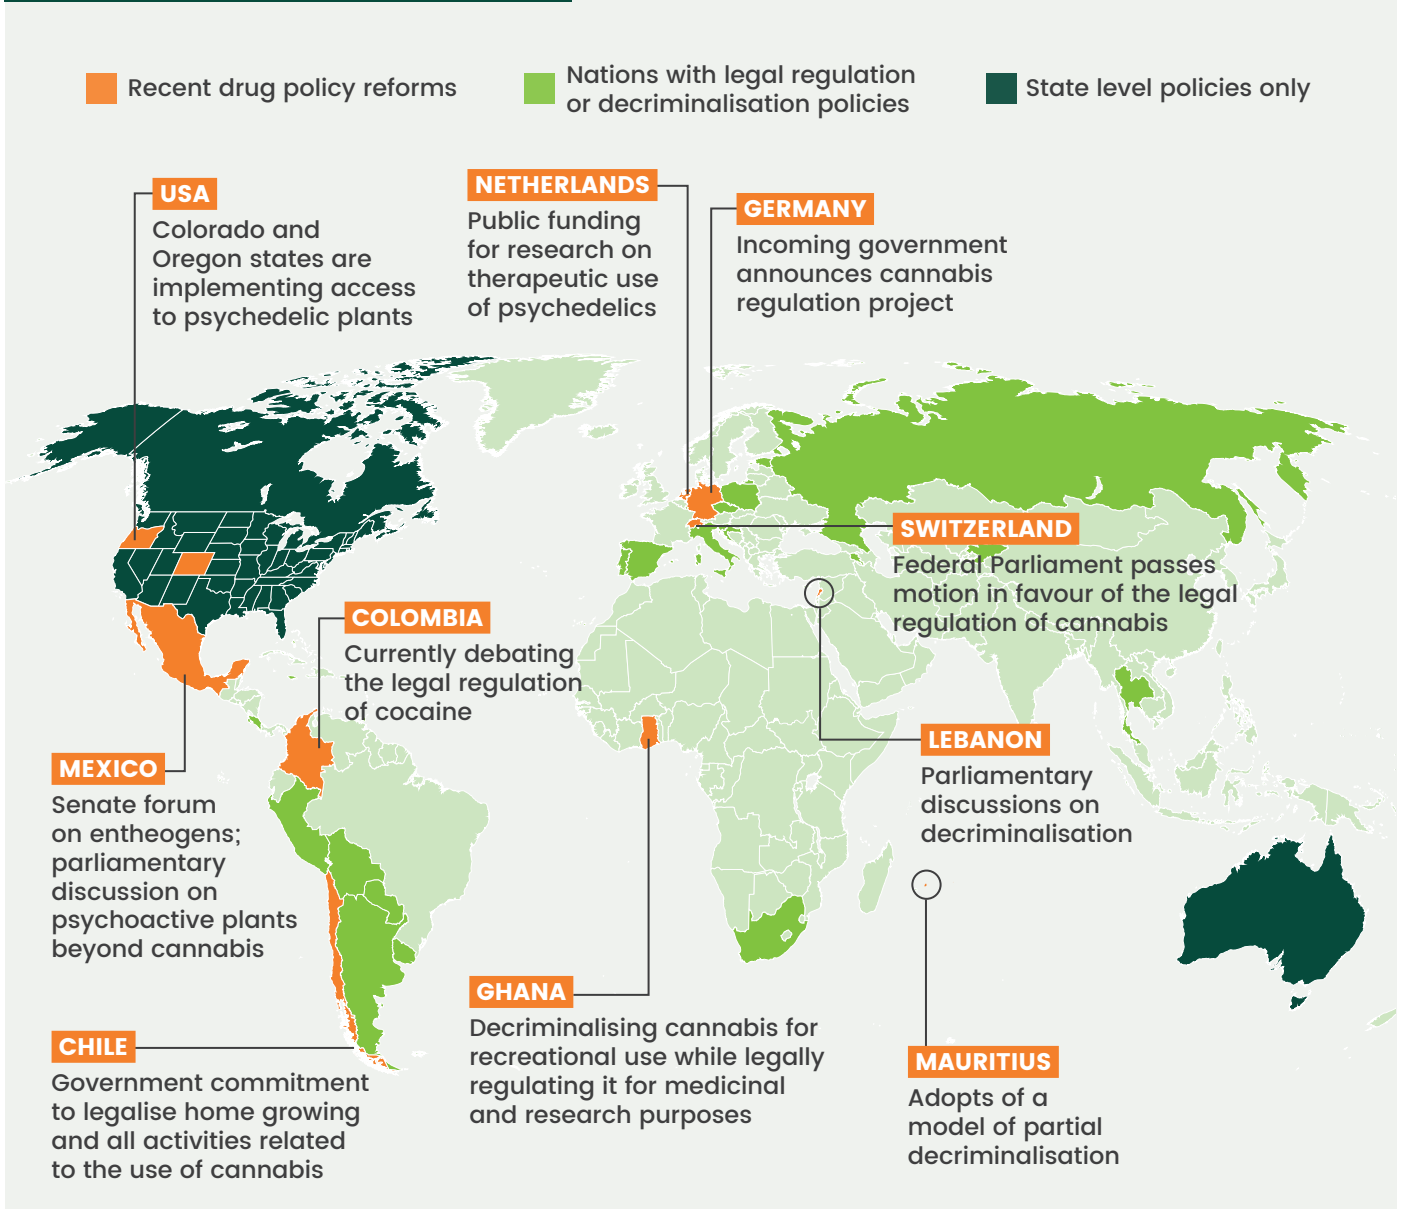 Recent drug policy reforms
Nations with legal regulation
or decriminalisation policies
State level policies only
USA
Colorado and
Oregon states are
implementing access
to psychedelic plants
NETHERLANDS
Public funding
for research on
therapeutic use
of psychedelics
GERMANY
Incoming government
announces cannabis
regulation project
SWITZERLAND
Federal Parliament passes
motion in favour of the legal
regulation of cannabis
COLOMBIA
Currently debating
the legal regulation
of cocaine
LEBANON
Parliamentary
discussions on
decriminalisation
MEXICO
Senate forum
on entheogens;
parliamentary
discussion on
psychoactive plants
beyond cannabis
GHANA
Decriminalising cannabis for
recreational use while legally
regulating it for medicinal
and research purposes
CHILE
Government commitment
to legalise home growing
and all activities related
to the use of cannabis
MAURITIUS
Adopts of a
model of partial
decriminalisation